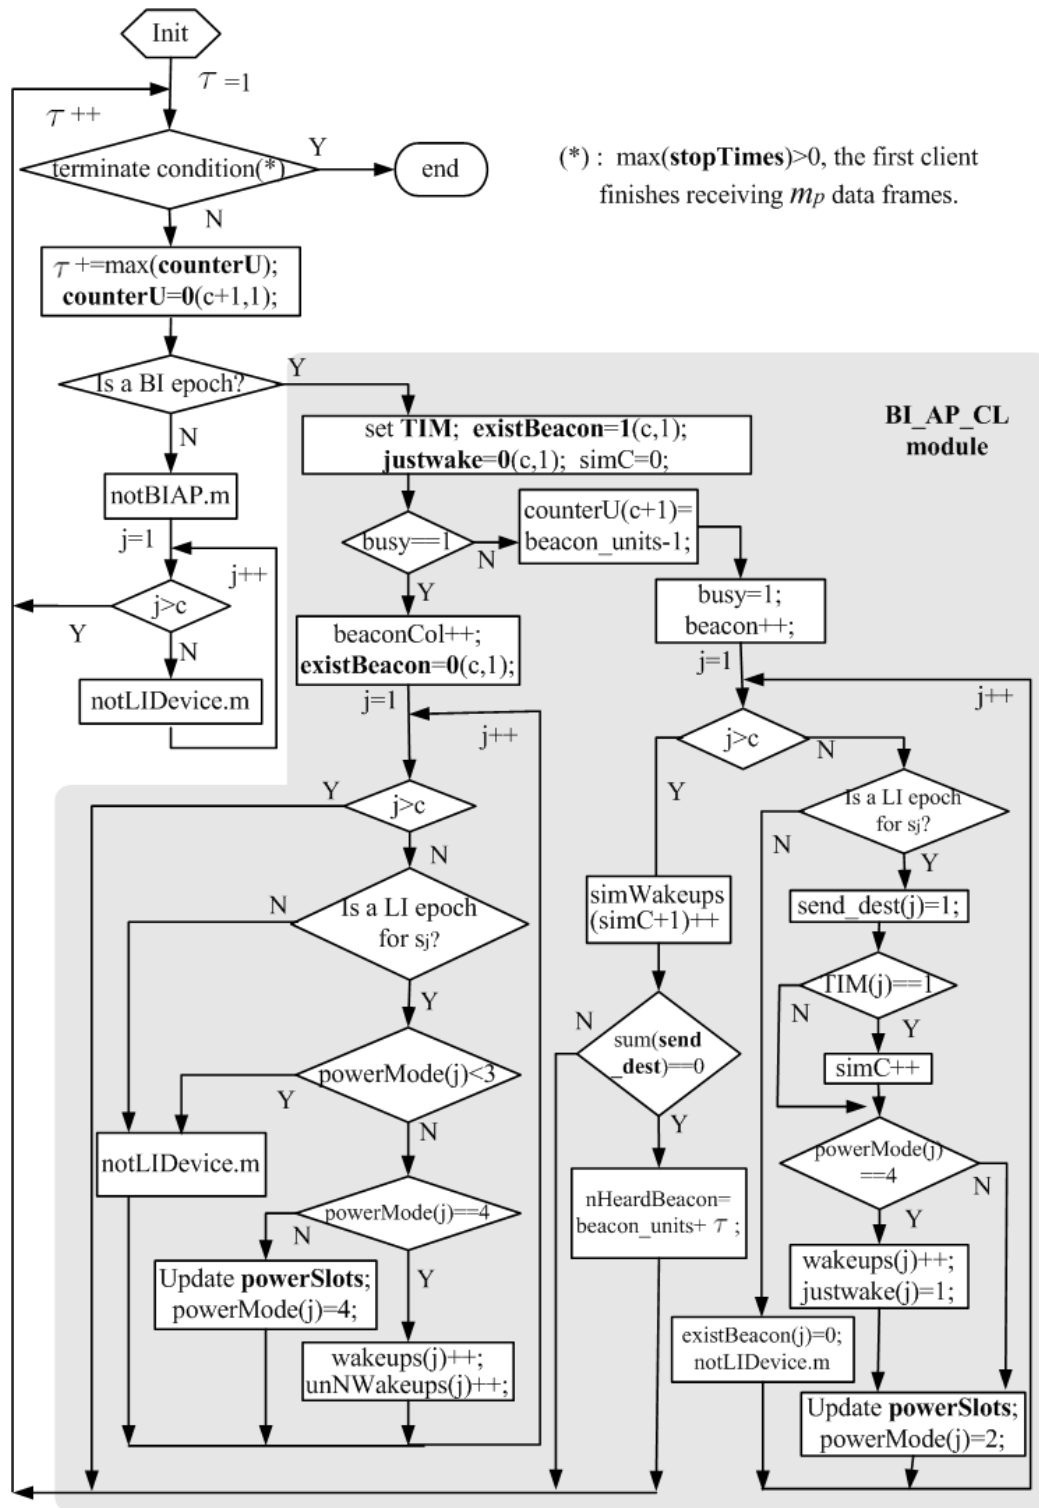 Init
τ =1
τ ++
terminate condition(*)
Y
end
(*) : max(stopTimes)>0, the first client
finishes receiving mp data frames.
N
τ +=max(counterU);
counterU=0(c+1,1);
Is a BI epoch?
Y
N
notBIAP.m
j=1
j++
j>c
Y
N
notLIDevice.m
BI_AP_CL
module
set TIM; existBeacon=1(c,1);
justwake=0(c,1); simC=0;
busy==1
N
counterU(c+1)=
beacon_units-1;
Y
busy=1;
beacon++;
beaconCol++;
existBeacon=0(c,1);
j=1
j++
j>c
Y
N
Is a LI epoch
for sj?
N
Y
powerMode(j)<3
Y
N
notLIDevice.m
powerMode(j)==4
N
Y
Update powerSlots;
powerMode(j)=4;
wakeups(j)++;
unNWakeups(j)++;
j=1
j++
j>c
N
Y
Is a LI epoch
for sj?
N
Y
simWakeups
(simC+1)++
send_dest(j)=1;
TIM(j)==1
N
Y
simC++
sum(send
_dest)==0
N
Y
powerMode(j)
==4
N
Y
nHeardBeacon=
beacon_units+ τ ;
wakeups(j)++;
justwake(j)=1;
existBeacon(j)=0;
notLIDevice.m
Update powerSlots;
powerMode(j)=2;